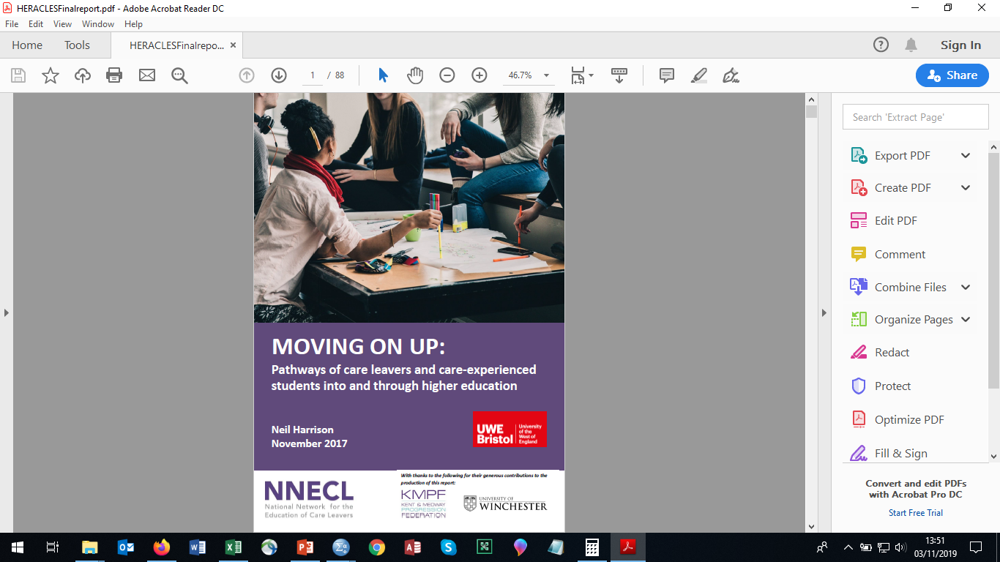 HERACLESFinalreport.pdf - Adobe Acrobat Reader DC
File Edit View Window Help
Home Tools HERACLESFinalrepo... ×
Sign In
1 / 88
46.7%
Share
Search 'Extract Page'
Export PDF
Create PDF
Edit PDF
Comment
Combine Files
Organize Pages
Redact
Protect
Optimize PDF
Fill & Sign
Convert and edit PDFs
with Acrobat Pro DC
Start Free Trial
MOVING ON UP:
Pathways of care leavers and care-experienced
students into and through higher education
Neil Harrison
November 2017
UWE
Bristol
University
of the
West of
England
NNECL
National Network for the
Education of Care Leavers
With thanks to the following for their generous contributions to the
production of this report:
KMPF
KENT & MEDWAY
PROGRESSION
FEDERATION
UNIVERSITY OF
WINCHESTER
13:51
03/11/2019